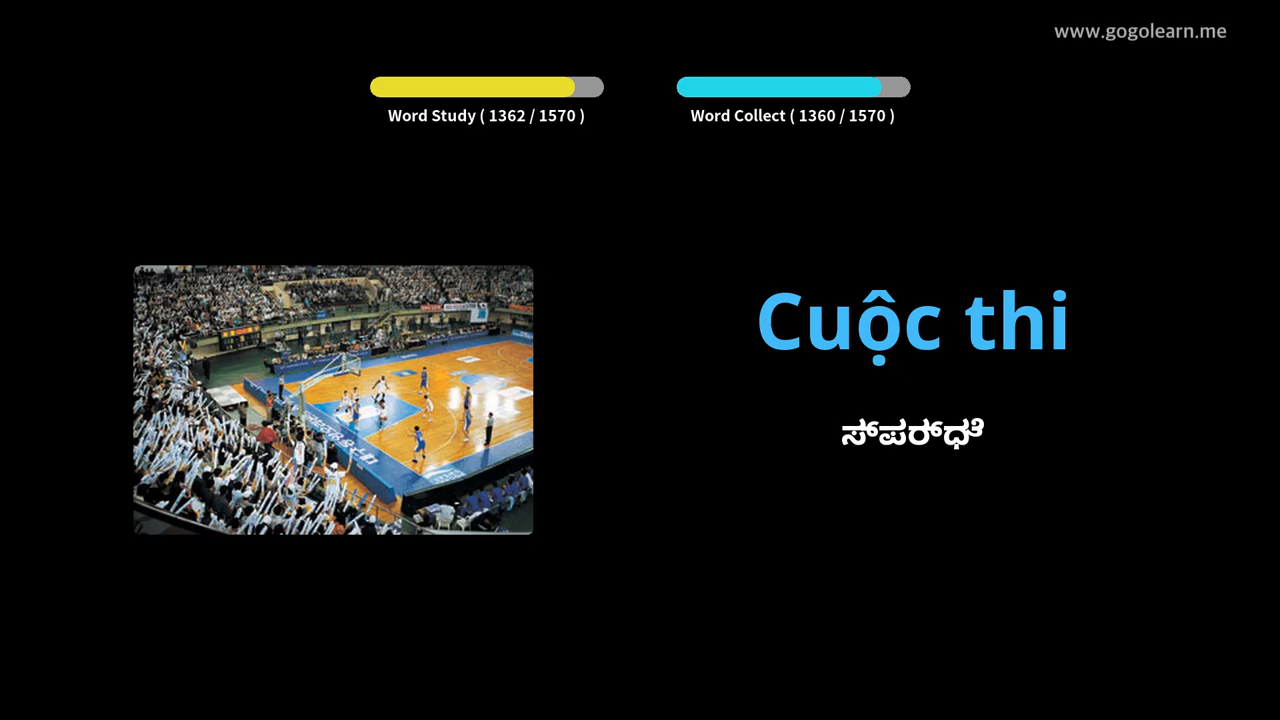 www.gogolearn.me
Word Study ( 1362 / 1570 )
Word Collect ( 1360 / 1570 )
Cuộc thi
ಸ್ಪರ್ಧೆ